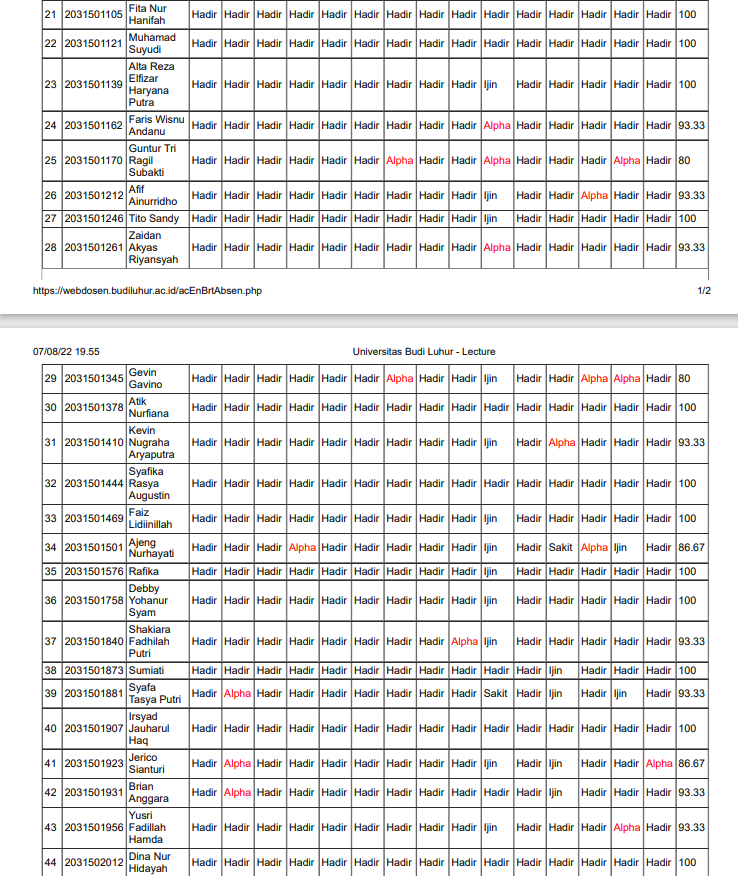 21 2031501105 Fita Nur Hanifah Hadir Hadir Hadir Hadir Hadir Hadir Hadir Hadir Hadir Hadir Hadir Hadir Hadir Hadir Hadir 100
22 2031501121 Muhamad Suyudi Hadir Hadir Hadir Hadir Hadir Hadir Hadir Hadir Hadir Hadir Hadir Hadir Hadir Hadir Hadir 100
23 2031501139 Alta Reza Elfizar Haryana Putra Hadir Hadir Hadir Hadir Hadir Hadir Hadir Hadir Hadir Ijin Hadir Hadir Hadir Hadir Hadir 100
24 2031501162 Faris Wisnu Andanu Hadir Hadir Hadir Hadir Hadir Hadir Hadir Hadir Hadir Alpha Hadir Hadir Hadir Hadir Hadir 93.33
25 2031501170 Guntur Tri Ragil Subakti Hadir Hadir Hadir Hadir Hadir Hadir Alpha Hadir Hadir Alpha Hadir Hadir Hadir Alpha Hadir 80
26 2031501212 Afif Ainurridho Hadir Hadir Hadir Hadir Hadir Hadir Hadir Hadir Hadir Ijin Hadir Hadir Alpha Hadir Hadir 93.33
27 2031501246 Tito Sandy Hadir Hadir Hadir Hadir Hadir Hadir Hadir Hadir Hadir Ijin Hadir Hadir Hadir Hadir Hadir 100
28 2031501261 Zaidan Akyas Riyansyah Hadir Hadir Hadir Hadir Hadir Hadir Hadir Hadir Hadir Alpha Hadir Hadir Hadir Hadir Hadir 93.33
https://webdosen.budiluhur.ac.id/acEnBrtAbsen.php 1/2
07/08/22 19.55 Universitas Budi Luhur - Lecture
29 2031501345 Gevin Gavino Hadir Hadir Hadir Hadir Hadir Hadir Alpha Hadir Hadir Ijin Hadir Hadir Alpha Alpha Hadir 80
30 2031501378 Atik Nurfiana Hadir Hadir Hadir Hadir Hadir Hadir Hadir Hadir Hadir Hadir Hadir Hadir Hadir Hadir Hadir 100
31 2031501410 Kevin Nugraha Aryaputra Hadir Hadir Hadir Hadir Hadir Hadir Hadir Hadir Hadir Ijin Hadir Alpha Hadir Hadir Hadir 93.33
32 2031501444 Syafika Rasya Augustin Hadir Hadir Hadir Hadir Hadir Hadir Hadir Hadir Hadir Hadir Hadir Hadir Hadir Hadir Hadir 100
33 2031501469 Faiz Lidiinillah Hadir Hadir Hadir Hadir Hadir Hadir Hadir Hadir Hadir Ijin Hadir Hadir Hadir Hadir Hadir 100
34 2031501501 Ajeng Nurhayati Hadir Hadir Hadir Alpha Hadir Hadir Hadir Hadir Hadir Ijin Hadir Sakit Alpha Ijin Hadir 86.67
35 2031501576 Rafika Hadir Hadir Hadir Hadir Hadir Hadir Hadir Hadir Hadir Ijin Hadir Hadir Hadir Hadir Hadir 100
36 2031501758 Debby Yohanur Syam Hadir Hadir Hadir Hadir Hadir Hadir Hadir Hadir Hadir Ijin Hadir Hadir Hadir Hadir Hadir 100
37 2031501840 Shakiara Fadhilah Putri Hadir Hadir Hadir Hadir Hadir Hadir Hadir Hadir Alpha Ijin Hadir Hadir Hadir Hadir Hadir 93.33
38 2031501873 Sumiati Hadir Hadir Hadir Hadir Hadir Hadir Hadir Hadir Hadir Hadir Hadir Ijin Hadir Hadir Hadir 100
39 2031501881 Syafa Tasya Putri Hadir Alpha Hadir Hadir Hadir Hadir Hadir Hadir Hadir Sakit Hadir Ijin Hadir Ijin Hadir 93.33
40 2031501907 Irsyad Jauharul Haq Hadir Hadir Hadir Hadir Hadir Hadir Hadir Hadir Hadir Hadir Hadir Hadir Hadir Hadir Hadir 100
41 2031501923 Jerico Sianturi Hadir Alpha Hadir Hadir Hadir Hadir Hadir Hadir Hadir Ijin Hadir Ijin Hadir Hadir Alpha 86.67
42 2031501931 Brian Anggara Hadir Alpha Hadir Hadir Hadir Hadir Hadir Hadir Hadir Hadir Hadir Ijin Hadir Hadir Hadir 93.33
43 2031501956 Yusri Fadillah Hamda Hadir Hadir Hadir Hadir Hadir Hadir Hadir Hadir Hadir Ijin Hadir Hadir Hadir Alpha Hadir 93.33
44 2031502012 Dina Nur Hidayah Hadir Hadir Hadir Hadir Hadir Hadir Hadir Hadir Hadir Hadir Hadir Hadir Hadir Hadir Hadir 100